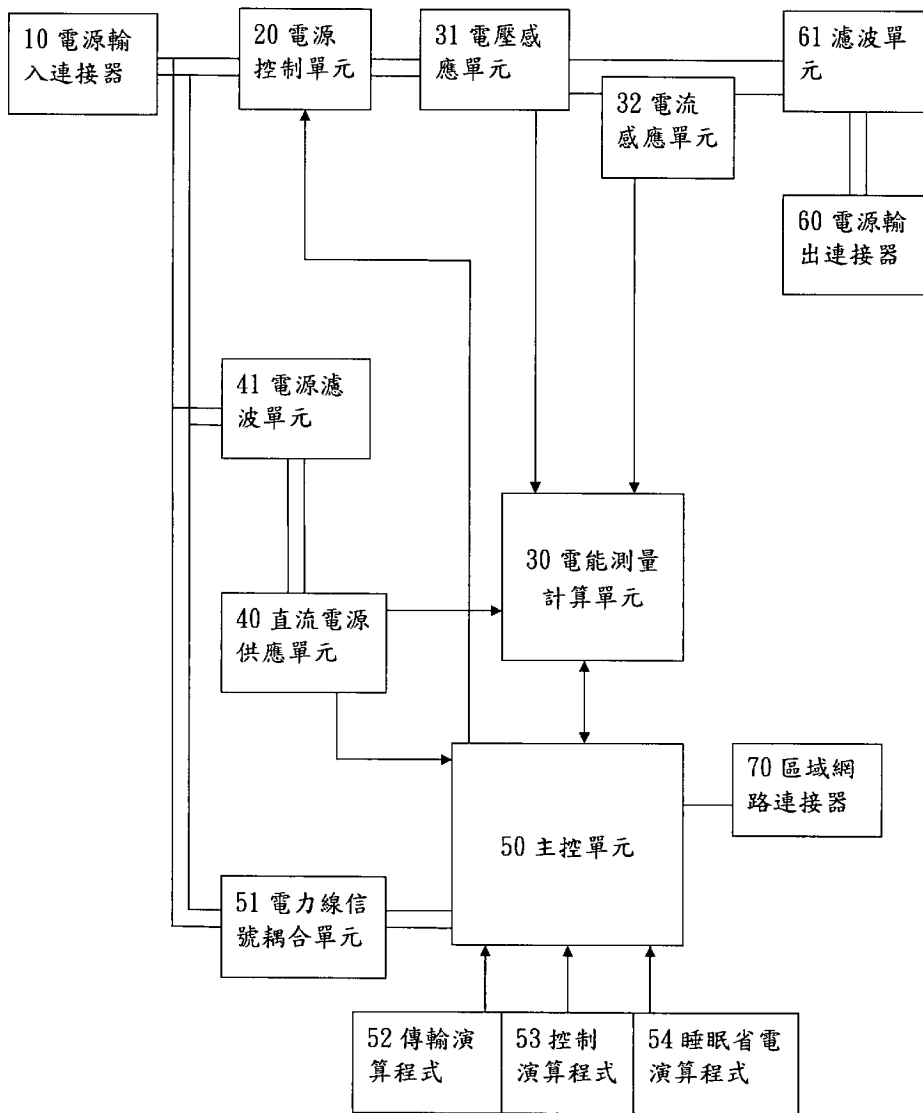 10 電源輸
入連接器
20 電源
控制單元
31 電壓感
應單元
61 濾波單
元
32 電流
感應單元
60 電源輸
出連接器
41 電源濾
波單元
30 電能測量
計算單元
40 直流電源
供應單元
70 區域網
路連接器
50 主控單元
51 電力線信
號耦合單元
52 傳輸演
算程式
53 控制
演算程式
54 睡眠省電
演算程式